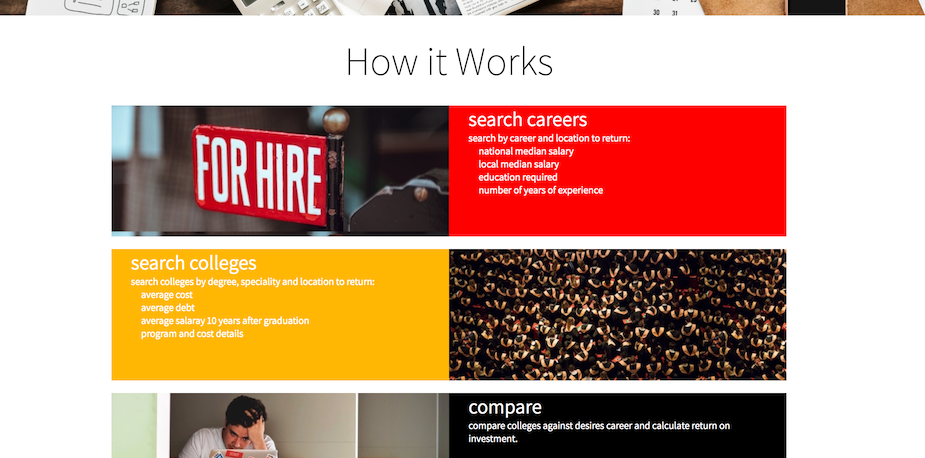 30 31
How it Works
FOR HIRE
search careers
search by career and location to return:
national median salary
local median salary
education required
number of years of experience
search colleges
search colleges by degree, speciality and location to return:
average cost
average debt
average salaray 10 years after graduation
program and cost details
compare
compare colleges against desires career and calculate return on
investment.